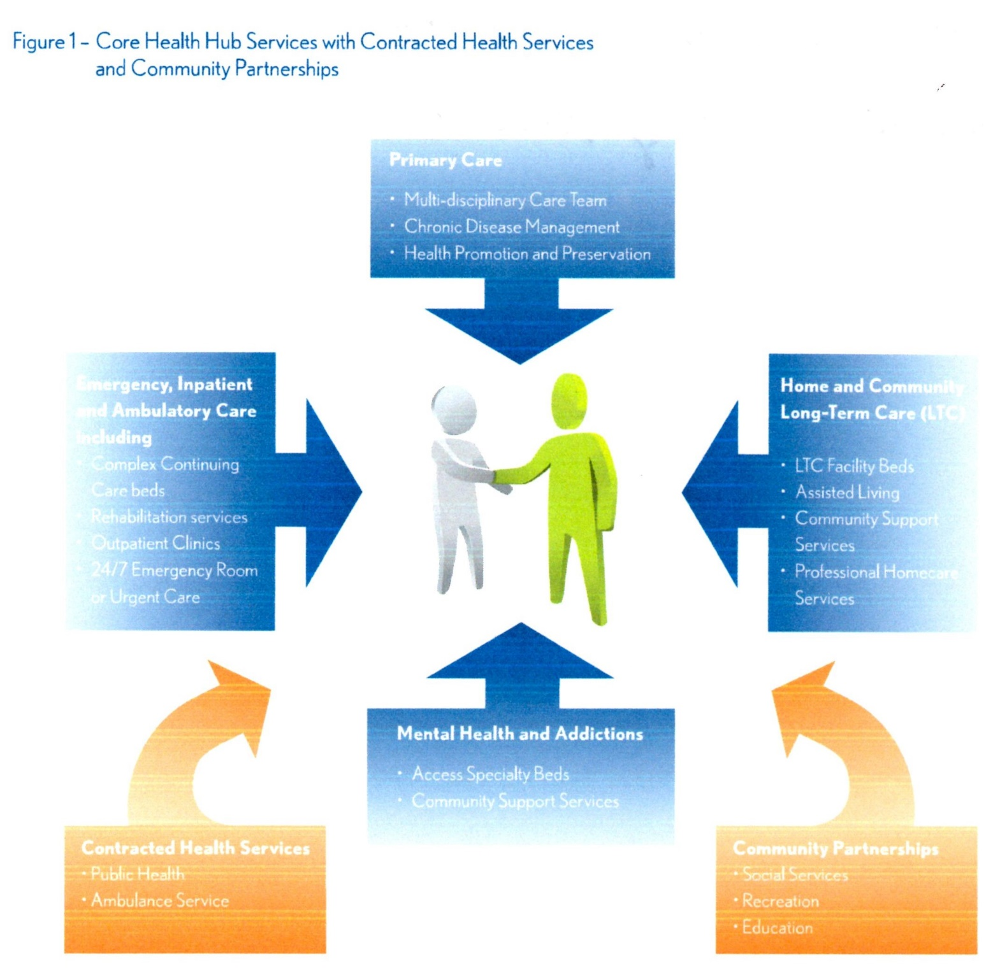 Figure 1 – Core Health Hub Services with Contracted Health Services
and Community Partnerships
Primary Care
• Multi-disciplinary Care Team
• Chronic Disease Management
• Health Promotion and Preservation
Emergency, Inpatient
and Ambulatory Care
including
• Complex Continuing
Care beds
• Rehabilitation services
• Outpatient Clinics
• 24/7 Emergency Room
or Urgent Care
Home and Community
Long-Term Care (LTC)
• LTC Facility Beds
• Assisted Living
• Community Support
Services
• Professional Homecare
Services
Mental Health and Addictions
• Access Specialty Beds
• Community Support Services
Contracted Health Services
• Public Health
• Ambulance Service
Community Partnerships
• Social Services
• Recreation
• Education